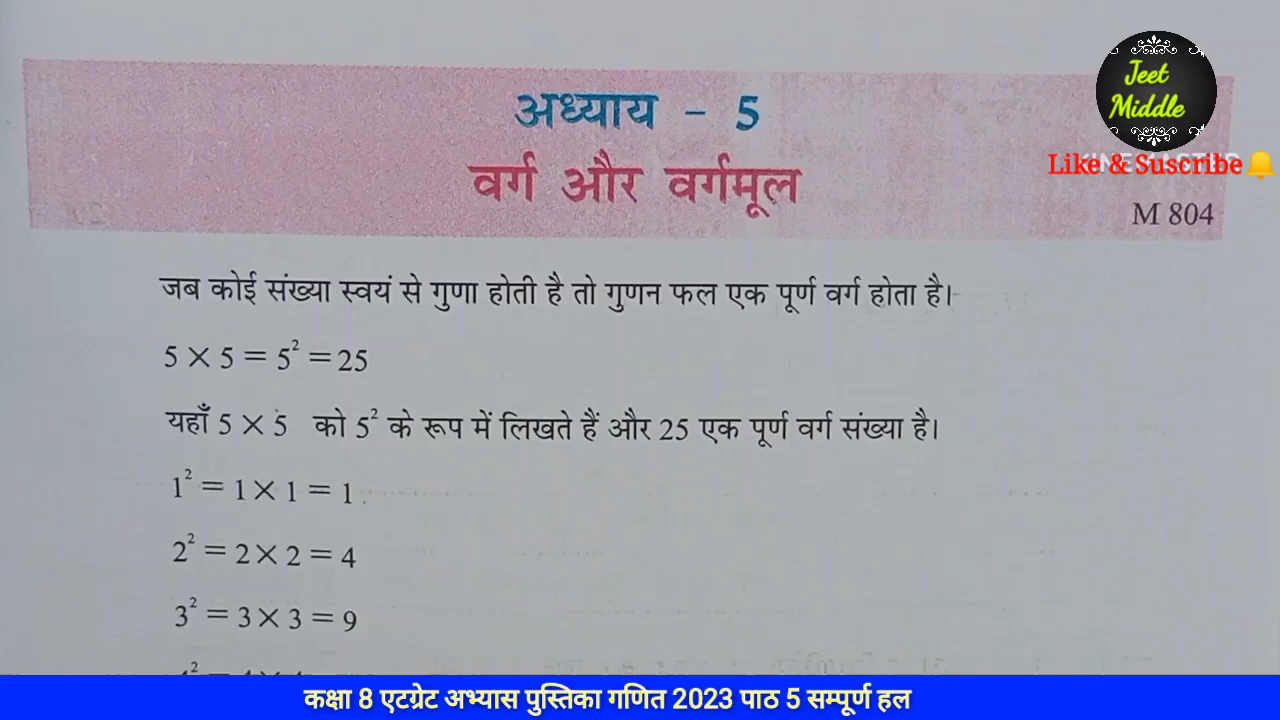 अध्याय - 5
वर्ग और वर्गमूल
M 804
Jeet
Middle
Like & Suscribe
जब कोई संख्या स्वयं से गुणा होती है तो गुणन फल एक पूर्ण वर्ग होता है।
5 × 5 = 5² = 25
यहाँ 5 × 5 को 5² के रूप में लिखते हैं और 25 एक पूर्ण वर्ग संख्या है।
1² = 1 × 1 = 1
2² = 2 × 2 = 4
3² = 3 × 3 = 9
कक्षा 8 एटग्रेट अभ्यास पुस्तिका गणित 2023 पाठ 5 सम्पूर्ण हल